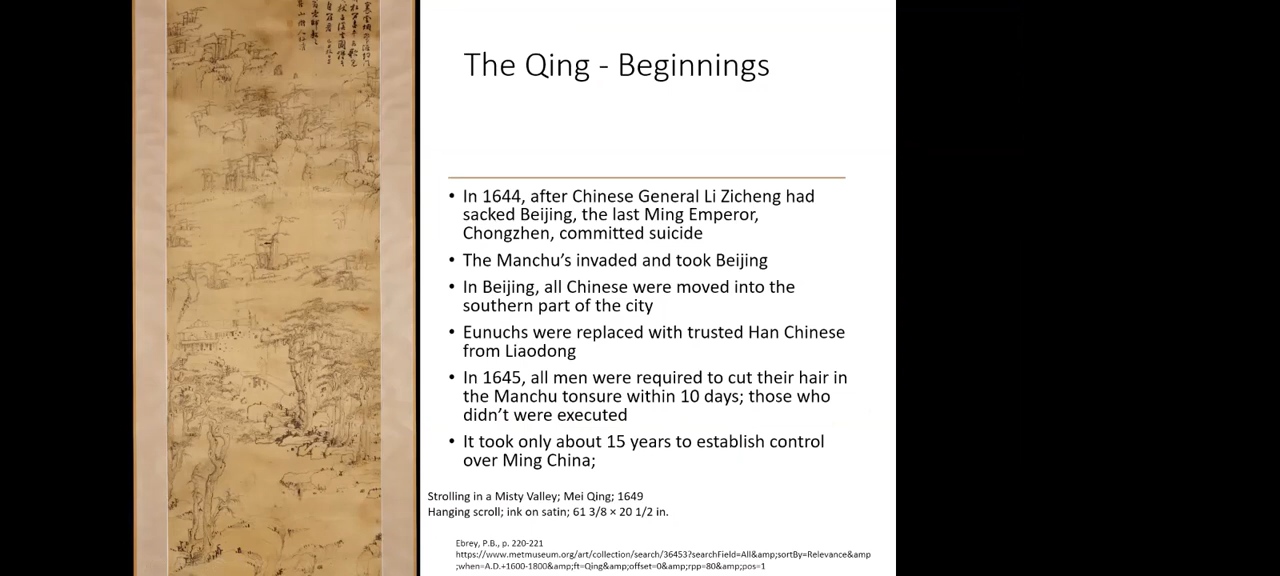 The Qing - Beginnings
• In 1644, after Chinese General Li Zicheng had
sacked Beijing, the last Ming Emperor,
Chongzhen, committed suicide
• The Manchu's invaded and took Beijing
• In Beijing, all Chinese were moved into the
southern part of the city
• Eunuchs were replaced with trusted Han Chinese
from Liaodong
• In 1645, all men were required to cut their hair in
the Manchu tonsure within 10 days; those who
didn't were executed
• It took only about 15 years to establish control
over Ming China;
Strolling in a Misty Valley; Mei Qing; 1649
Hanging scroll; ink on satin; 61 3/8 × 20 1/2 in.
Ebrey, P.B., p. 220-221
https://www.metmuseum.org/art/collection/search/36453?searchField=All&amp;sortBy=Relevance&amp
;when=A.D.+1600-1800&amp;ft=Qing&amp;offset=0&amp;rpp=80&amp;pos=1